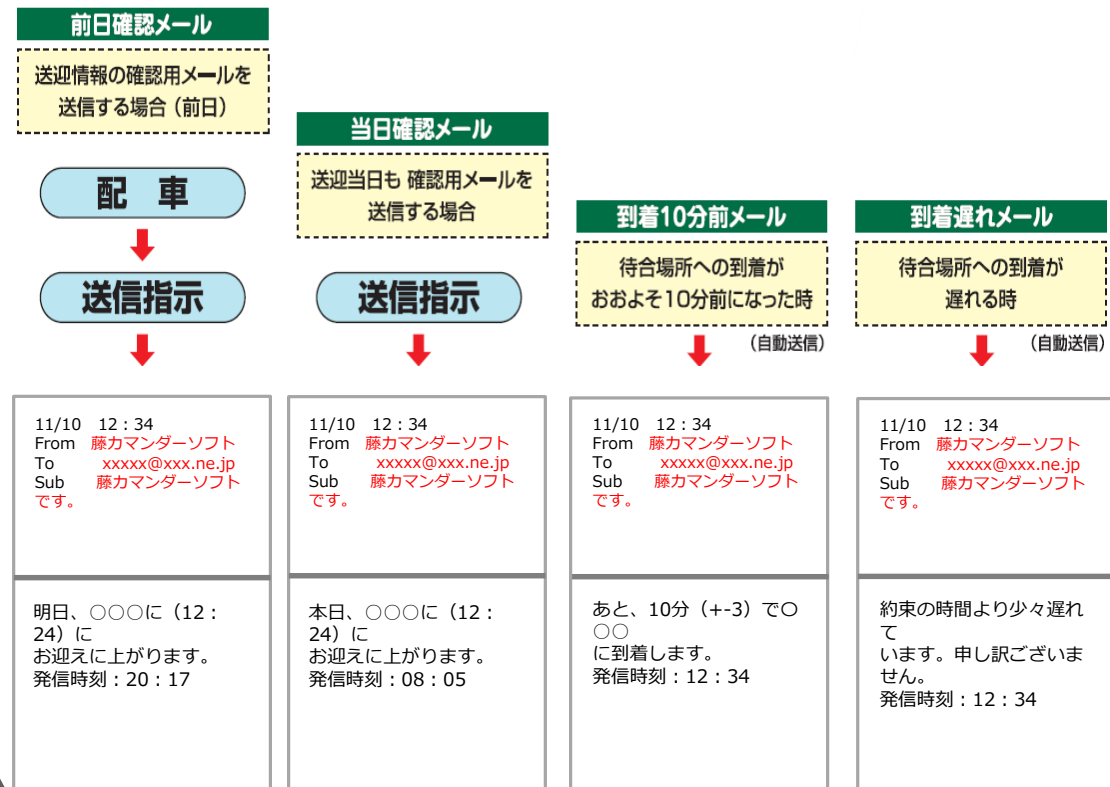 前日確認メール
送迎情報の確認用メールを
送信する場合（前日）
配　車
送信指示
11/10　12：34
From　藤カマンダーソフト
To　　xxxxx@xxx.ne.jp
Sub　　藤カマンダーソフト
です。
明日、○○○に（12：
24）に
お迎えに上がります。
発信時刻：20：17
当日確認メール
送迎当日も 確認用メールを
送信する場合
送信指示
11/10　12：34
From　藤カマンダーソフト
To　　xxxxx@xxx.ne.jp
Sub　　藤カマンダーソフト
です。
本日、○○○に（12：
24）に
お迎えに上がります。
発信時刻：08：05
到着10分前メール
待合場所への到着が
おおよそ10分前になった時
（自動送信）
11/10　12：34
From　藤カマンダーソフト
To　　xxxxx@xxx.ne.jp
Sub　　藤カマンダーソフト
です。
あと、10分（+-3）で〇
○○
に到着します。
発信時刻：12：34
到着遅れメール
待合場所への到着が
遅れる時
（自動送信）
11/10　12：34
From　藤カマンダーソフト
To　　xxxxx@xxx.ne.jp
Sub　　藤カマンダーソフト
です。
約束の時間より少々遅れ
て
います。申し訳ございま
せん。
発信時刻：12：34